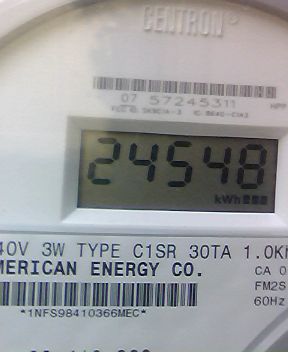 CENTRON®
07 57245311
24548
kWh
40V 3W TYPE C1SR 30TA 1.0K
MERICAN ENERGY CO.
CA 0
FM2S
60Hz
*1NFS98410366MEC*